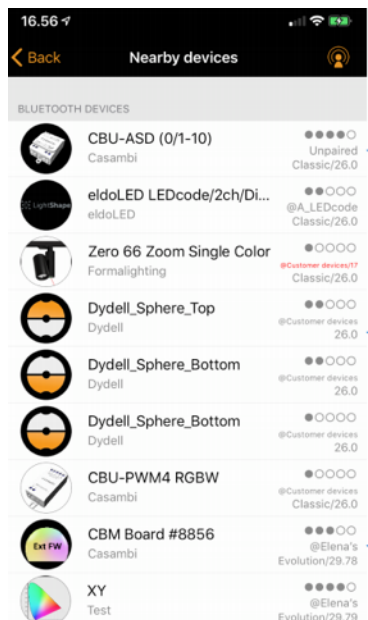 16.56
Back
Nearby devices
BLUETOOTH DEVICES
CBU-ASD (0/1-10)
Casambi
Unpaired
Classic/26.0
LightShape
eldoLED LEDcode/2ch/Di...
eldoLED
@A_LEDcode
Classic/26.0
Zero 66 Zoom Single Color
Formalighting
@Customer devices/17
Classic/26.0
Dydell_Sphere_Top
Dydell
@Customer devices
26.0
Dydell_Sphere_Bottom
Dydell
@Customer devices
26.0
Dydell_Sphere_Bottom
Dydell
@Customer devices
26.0
CBU-PWM4 RGBW
Casambi
@Customer devices
Classic/26.0
Ext FW
CBM Board #8856
Casambi
@Elena's
Evolution/29.78
XY
Test
@Elena's
Evolution/29.79